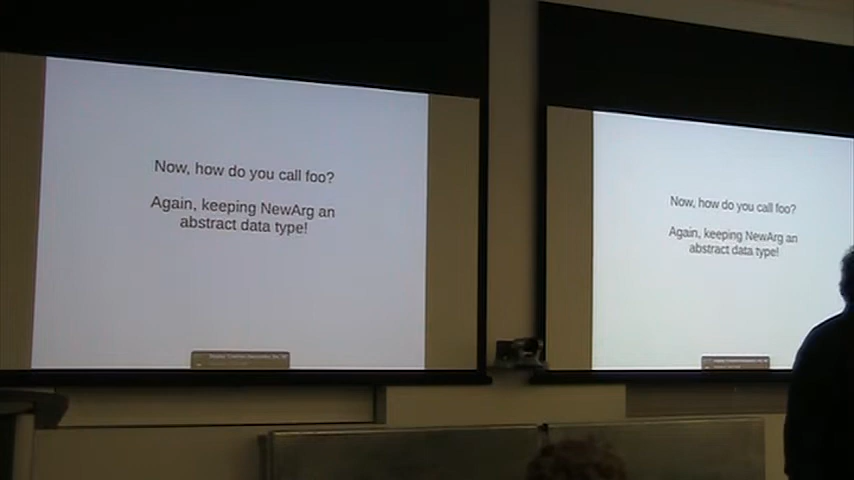 Now, how do you call foo?
Again, keeping NewArg an
abstract data type!
Now, how do you call foo?
Again, keeping NewArg an
abstract data type!